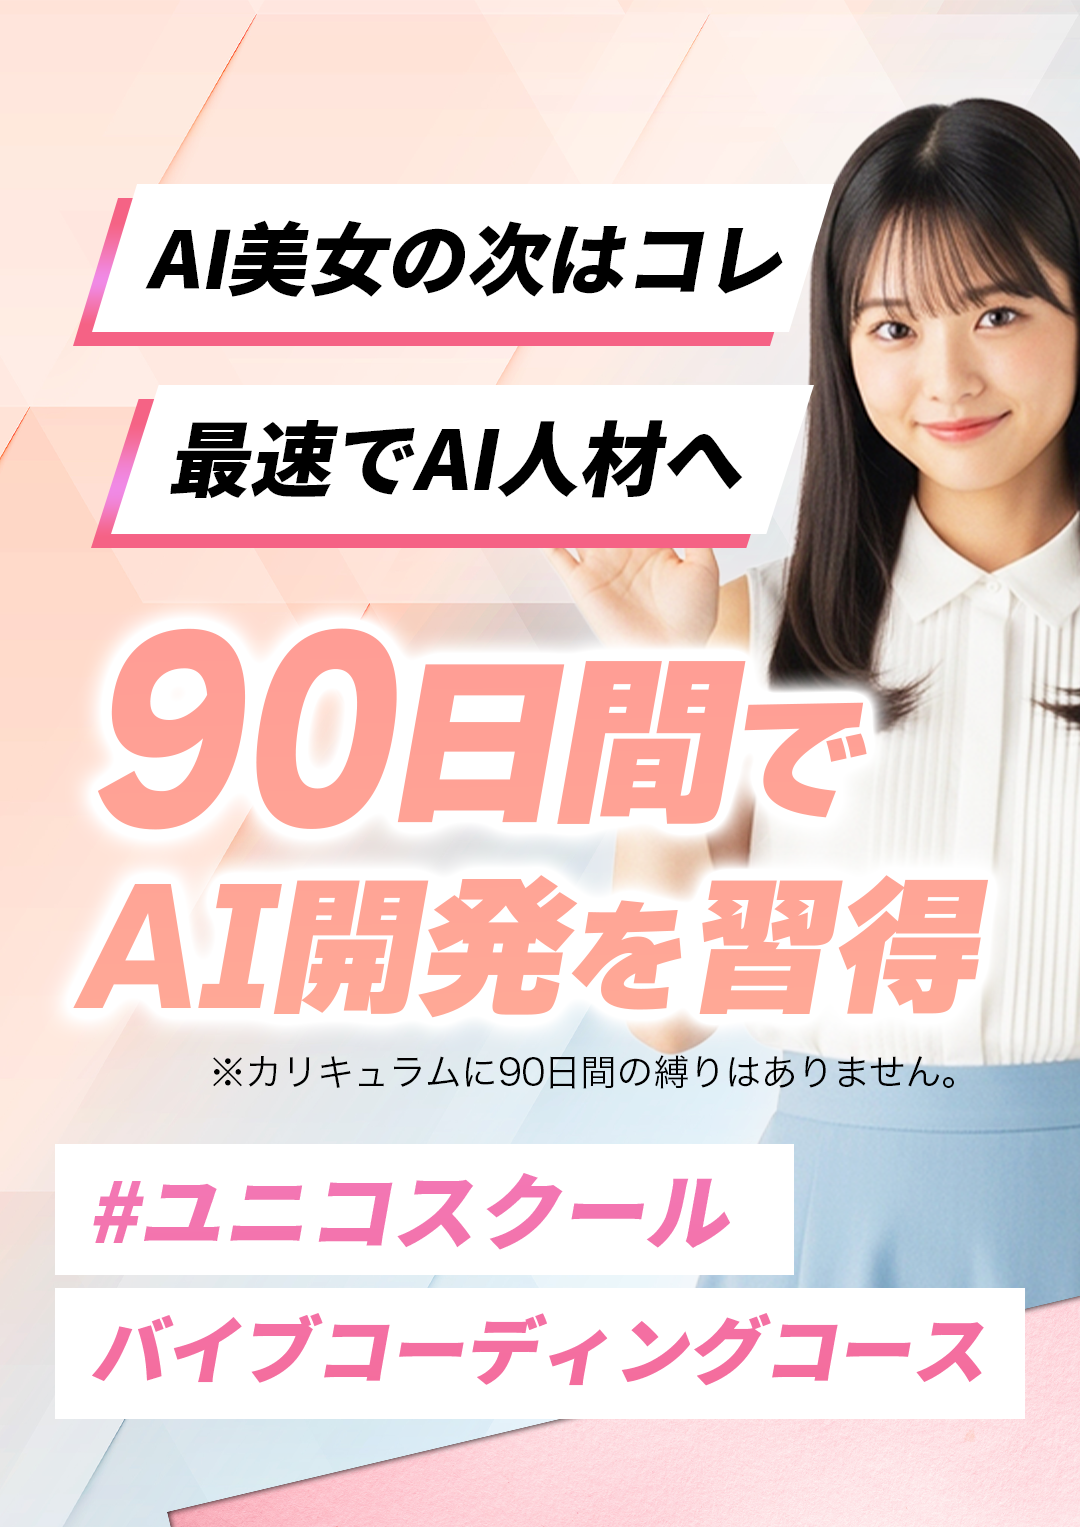 AI美女の次はコレ
最速でAI人材へ
90日間で
AI開発を習得
※カリキュラムに90日間の縛りはありません。
#ユニコスクール
バイブコーディングコース